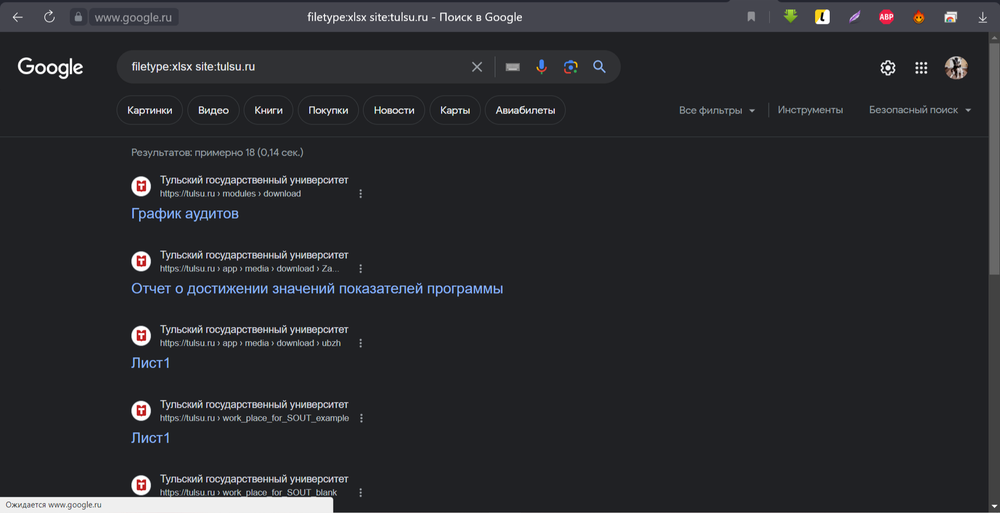 www.google.ru
filetype:xlsx site:tulsu.ru - Поиск в Google
ABP
Google
filetype:xlsx site:tulsu.ru
Картинки
Видео
Книги
Покупки
Новости
Карты
Авиабилеты
Все фильтры
Инструменты
Безопасный поиск
Результатов: примерно 18 (0,14 сек.)
Тульский государственный университет
https://tulsu.ru › modules › download
График аудитов
Тульский государственный университет
https://tulsu.ru › app › media › download › Za...
Отчет о достижении значений показателей программы
Тульский государственный университет
https://tulsu.ru › app › media › download › ubzh
Лист1
Тульский государственный университет
https://tulsu.ru › work_place_for_SOUT_example
Лист1
Тульский государственный университет
https://tulsu.ru › work_place_for_SOUT_blank
Ожидается www.google.ru